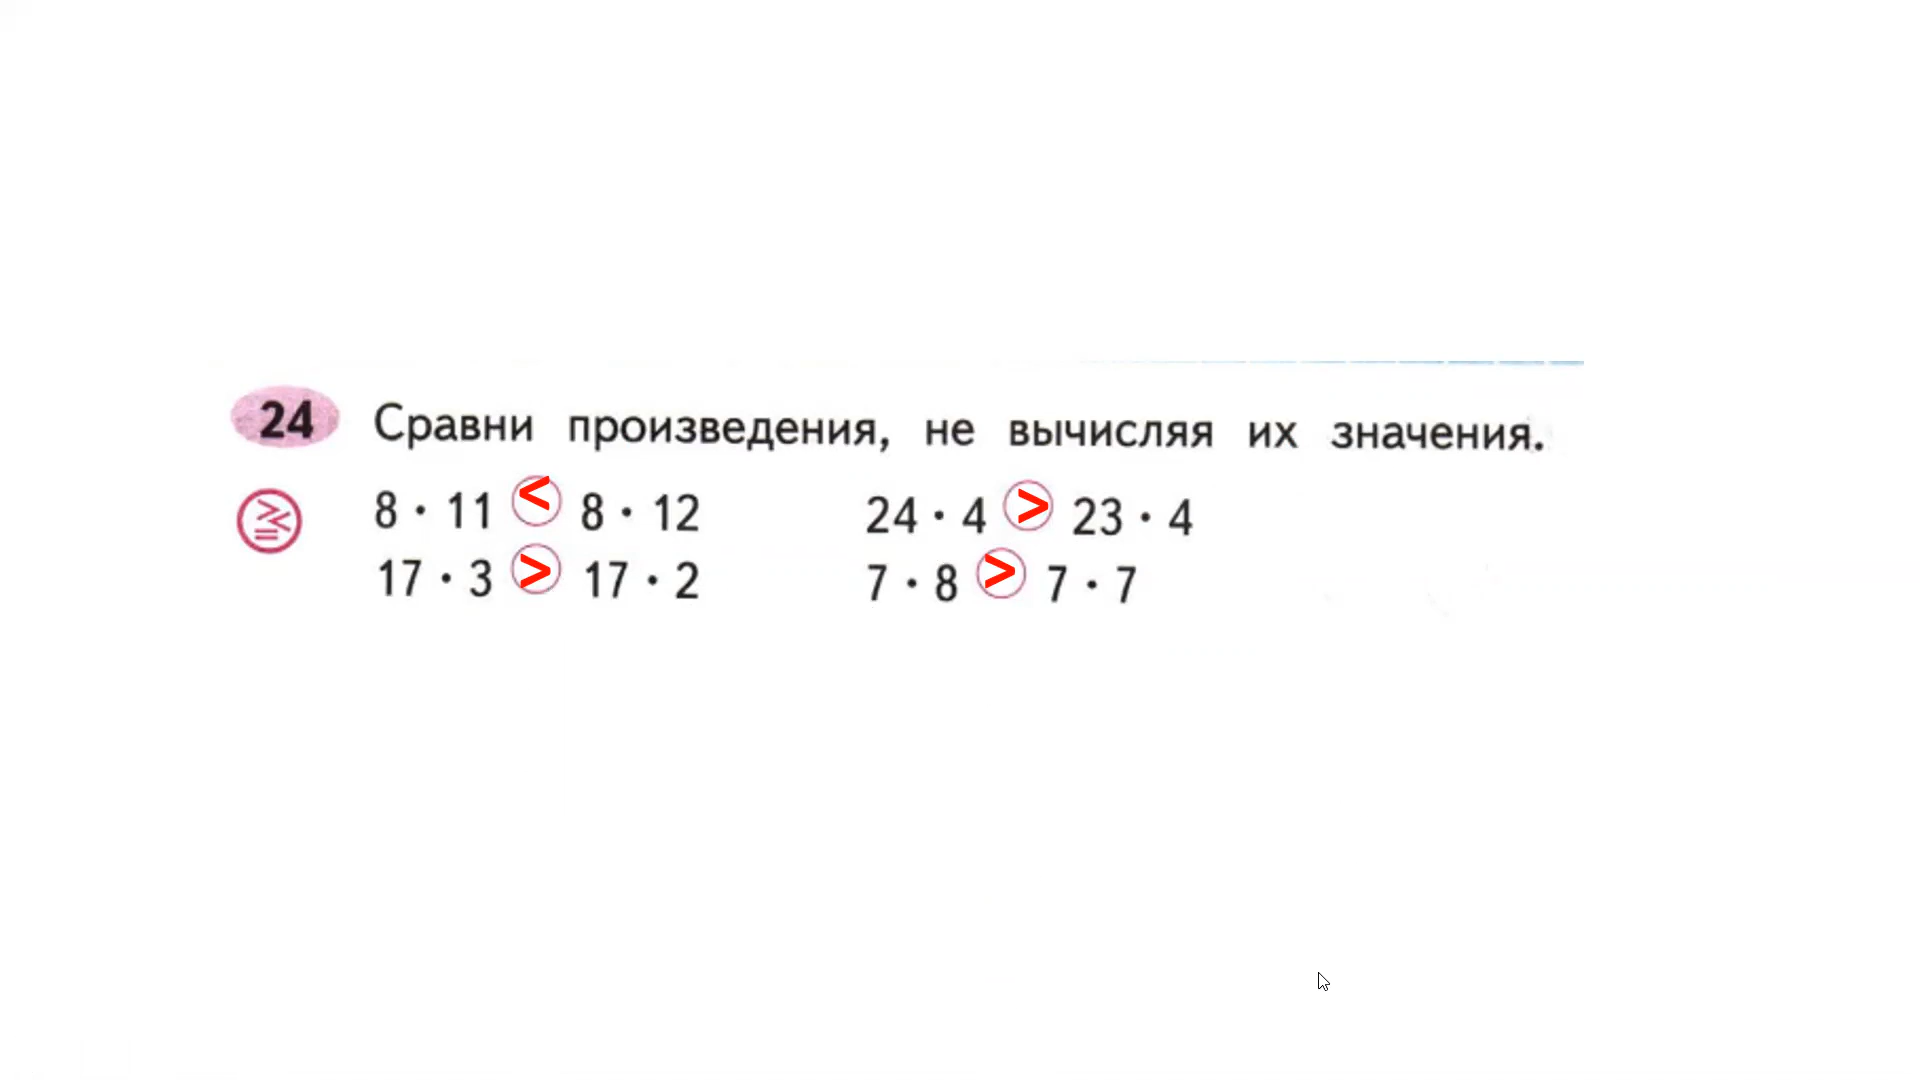 24 Сравни произведения, не вычисляя их значения.
8 · 11 < 8 · 12 24 · 4 > 23 · 4
17 · 3 > 17 · 2 7 · 8 > 7 · 7